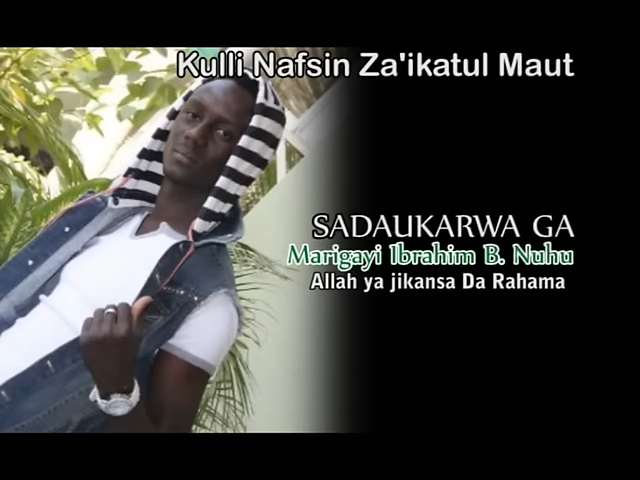 Kulli Nafsin Za'ikatul Maut
SADAUKARWA GA
Marigayi Ibrahim B. Nuhu
Allah ya jikansa Da Rahama